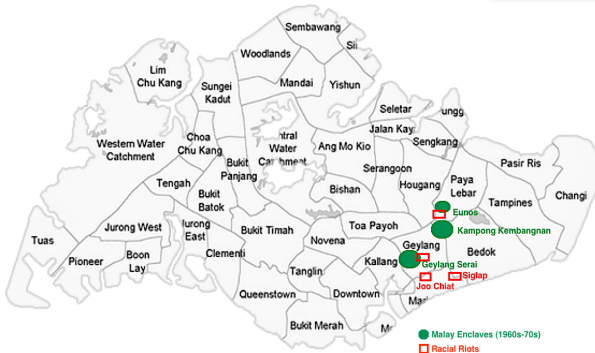 Sembawang
Sii
Woodlands
Lim
Chu Kang
Mandai
Yishun
Sungei
Kadut
Seletar
ungg
Jalan Kay
Sengkang
Western Water
Catchment
Choa
Chu Kang
ntral
Water
Catchment
Ang Mo Kio
Serangoon
Pasir Ris
Bukit
Panjang
Tengah
Bishan
Hougang
Paya
Lebar
Tampines
Changi
Bukit
Batok
Eunos
Jurong West
Jurong
East
Bukit Timah
Toa Payoh
Kampong Kembangnan
Tuas
Pioneer
Boon
Lay
Clementi
Novena
Geylang
Bedok
Kallang
Geylang Serai
Tanglin
Siglap
Joo Chiat
Queenstown
Downtown
Mari
Bukit Merah
M
Malay Enclaves (1960s-70s)
Racial Riots